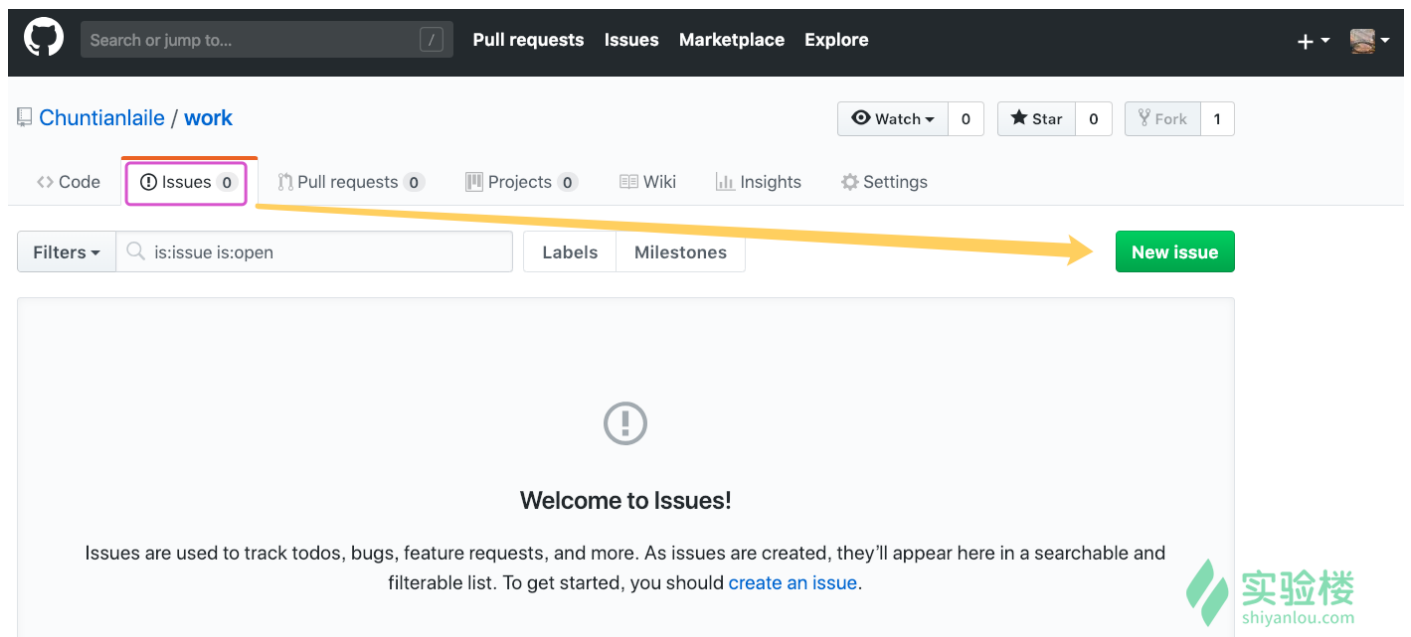 Search or jump to... / Pull requests Issues Marketplace Explore
Chuntianlaile / work Watch 0 Star 0 Fork 1
Code Issues 0 Pull requests 0 Projects 0 Wiki Insights Settings
Filters is:issue is:open Labels Milestones New issue
Welcome to Issues!
Issues are used to track todos, bugs, feature requests, and more. As issues are created, they’ll appear here in a searchable and
filterable list. To get started, you should create an issue.
实验楼
shiyanlou.com